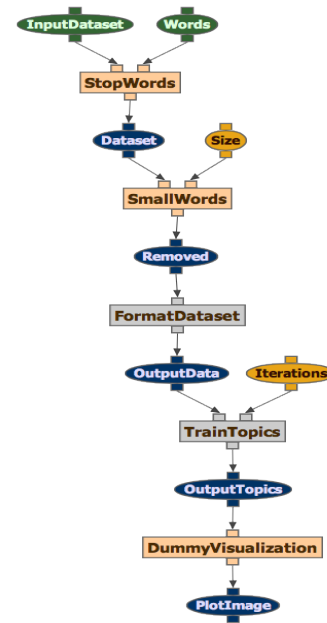 InputDataset Words
StopWords
Dataset Size
SmallWords
Removed
FormatDataset
OutputData Iterations
TrainTopics
OutputTopics
DummyVisualization
PlotImage